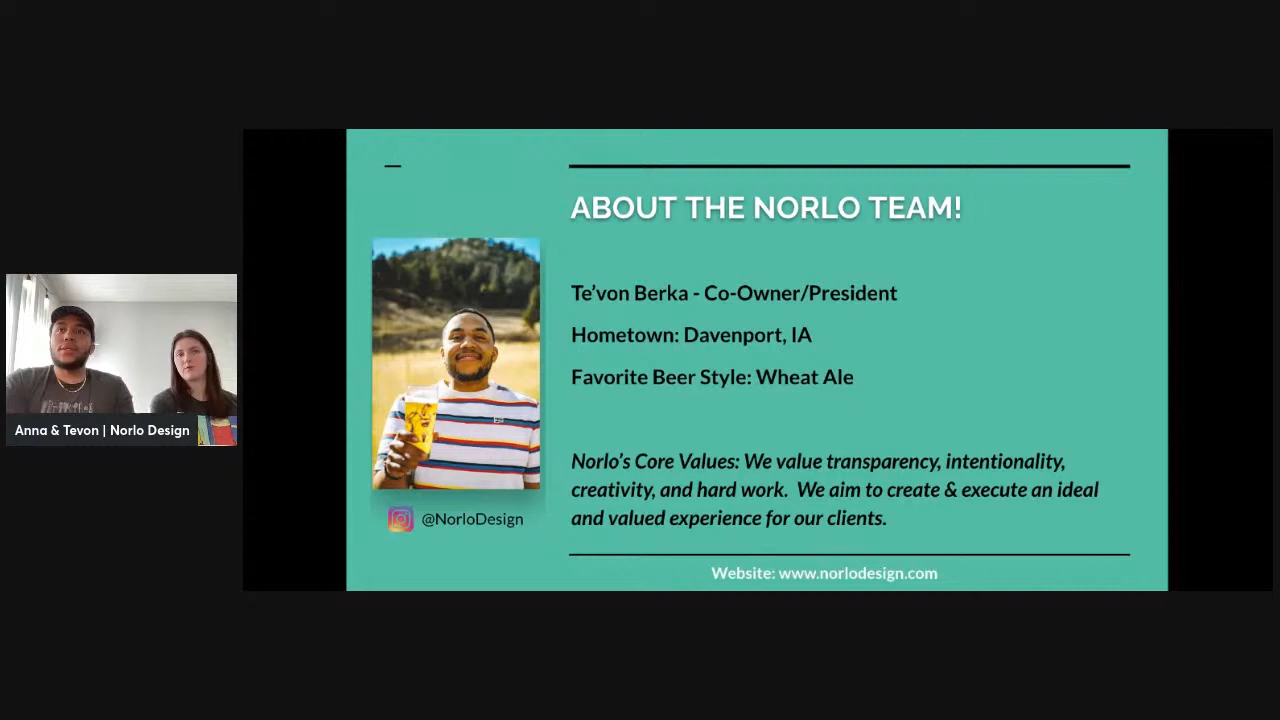 ABOUT THE NORLO TEAM!
Te’von Berka - Co-Owner/President
Hometown: Davenport, IA
Favorite Beer Style: Wheat Ale
Norlo’s Core Values: We value transparency, intentionality,
creativity, and hard work. We aim to create & execute an ideal
and valued experience for our clients.
@NorloDesign
Website: www.norlodesign.com
Anna & Tevon | Norlo Design